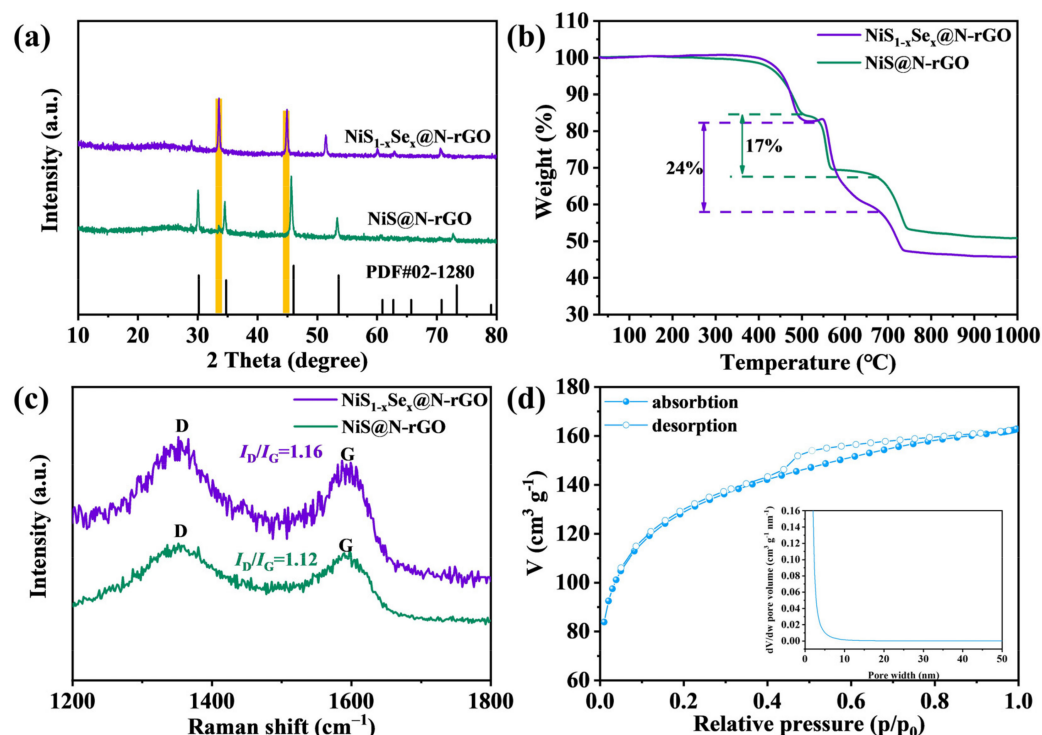 (a)
Intensity (a.u.)
NiS1-xSex@N-rGO
NiS@N-rGO
PDF#02-1280
10 20 30 40 50 60 70 80
2 Theta (degree)
(b)
NiS1-xSex@N-rGO
NiS@N-rGO
Weight (%)
110
100
90
80
70
60
50
40
30
17%
24%
100 200 300 400 500 600 700 800 900 1000
Temperature (℃)
(c)
NiS1-xSex@N-rGO
NiS@N-rGO
Intensity (a.u.)
D
ID/IG=1.16
G
D
ID/IG=1.12
G
1200 1400 1600 1800
Raman shift (cm−1)
(d)
absorbtion
desorption
V (cm3 g-1)
180
160
140
120
100
80
60
0.0 0.2 0.4 0.6 0.8 1.0
Relative pressure (p/p0)
dV/dw pore volume (cm3 g-1 nm-1)
0.16
0.14
0.12
0.10
0.08
0.06
0.04
0.02
0.00
0 10 20 30 40 50
Pore width (nm)